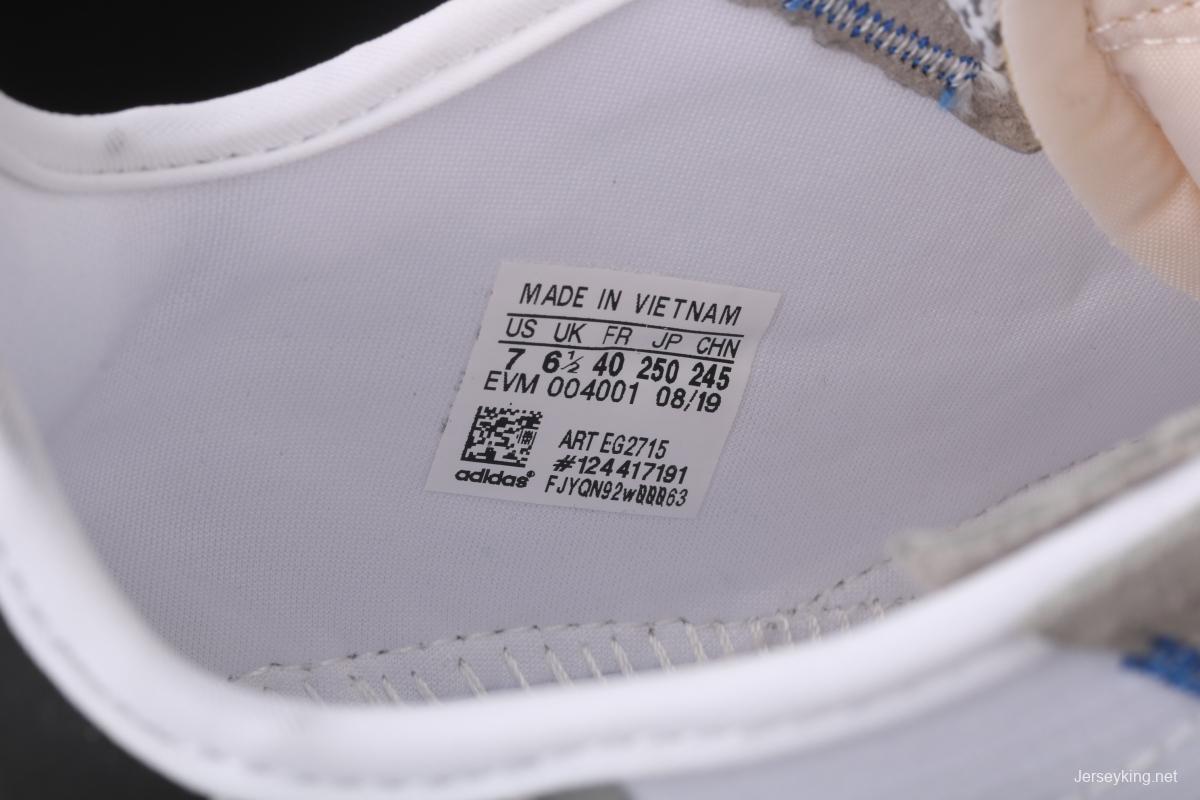 MADE IN VIETNAM
US UK FR JP CHN
7 6½ 40 250 245
EVM 004001 08/19
ART EG2715
#124417191
adidas®
Jerseyking.net